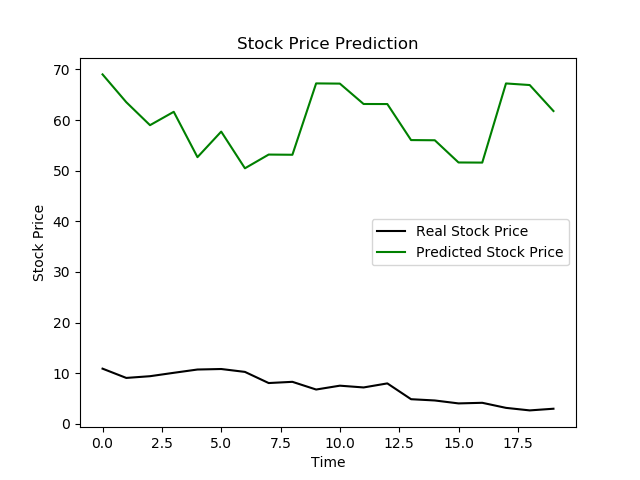 Stock Price Prediction
70
60
50
40
30
20
10
0
Stock Price
Real Stock Price
Predicted Stock Price
0.0 2.5 5.0 7.5 10.0 12.5 15.0 17.5
Time